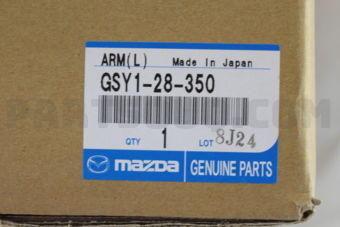 ARM(L) Made In Japan
GSY1-28-350
QTY 1 LOT 8J24
mazda GENUINE PARTS